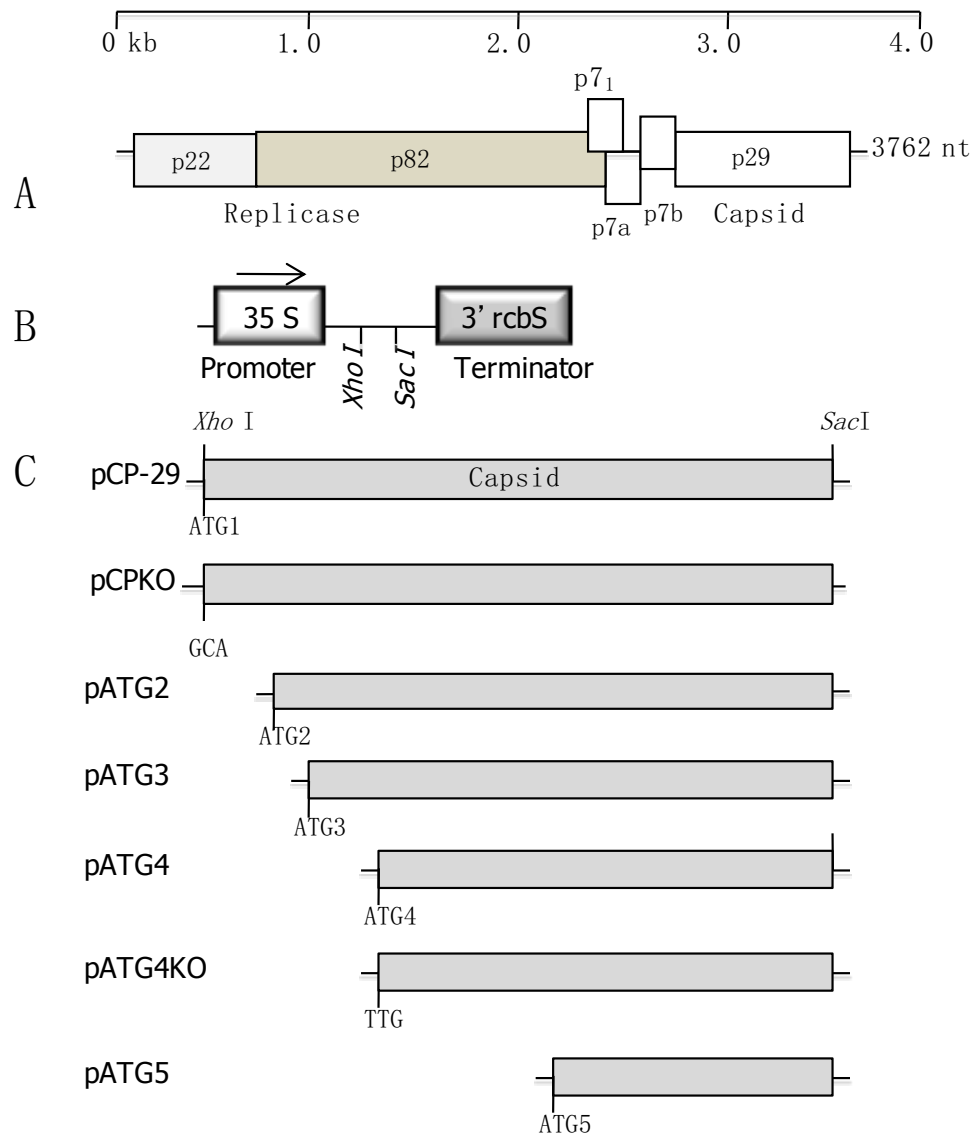 0 kb 1.0 2.0 3.0 4.0
p7₁
p22 p82 p29 3762 nt
A
Replicase p7a p7b Capsid
B
35 S 3’ rcbS
Promoter Xho I Sac I Terminator
Xho I SacI
C
pCP-29 Capsid
ATG1
pCPKO
GCA
pATG2
ATG2
pATG3
ATG3
pATG4
ATG4
pATG4KO
TTG
pATG5
ATG5